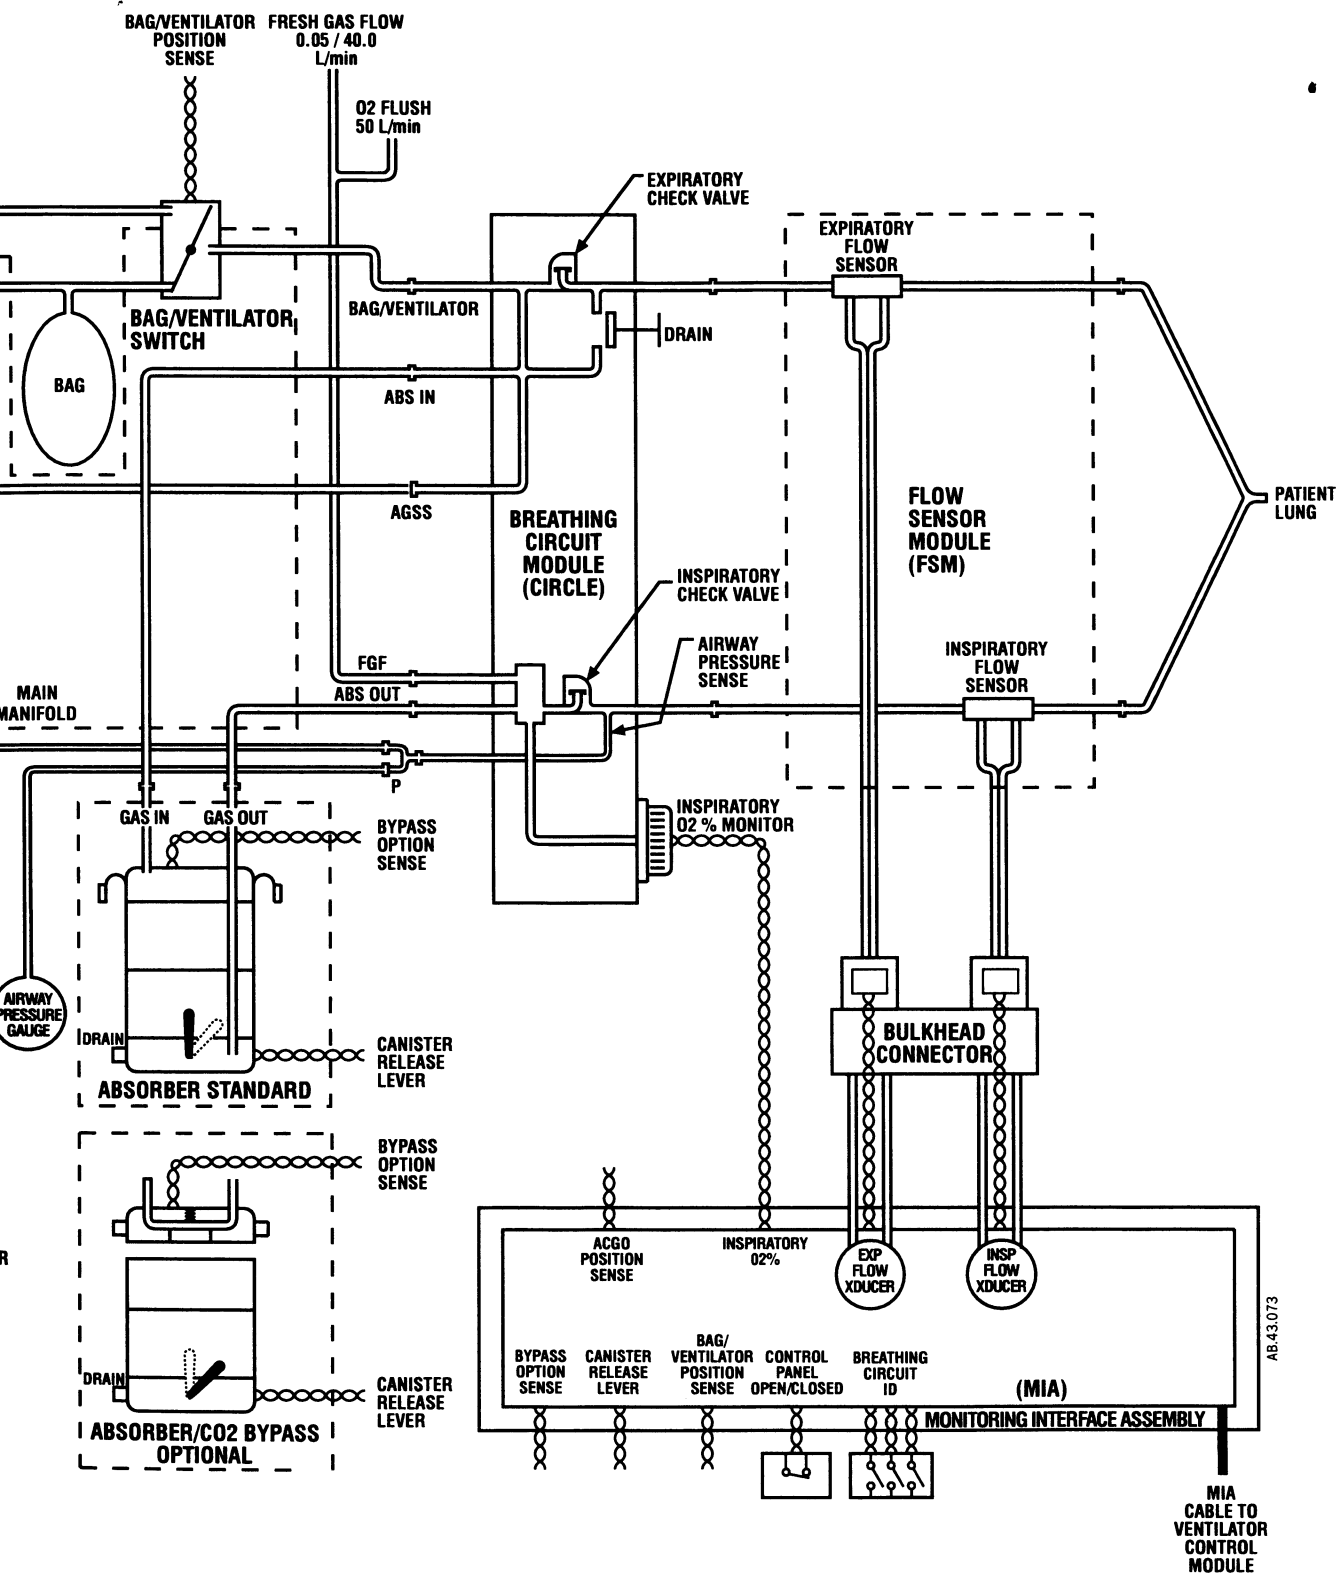 BAG/VENTILATOR
POSITION
SENSE
FRESH GAS FLOW
0.05 / 40.0
L/min
O2 FLUSH
50 L/min
EXPIRATORY
CHECK VALVE
EXPIRATORY
FLOW
SENSOR
BAG/VENTILATOR
SWITCH
BAG/VENTILATOR
DRAIN
BAG
ABS IN
AGSS
BREATHING
CIRCUIT
MODULE
(CIRCLE)
FLOW
SENSOR
MODULE
(FSM)
PATIENT
LUNG
INSPIRATORY
CHECK VALVE
AIRWAY
PRESSURE
SENSE
INSPIRATORY
FLOW
SENSOR
FGF
ABS OUT
MAIN
MANIFOLD
P
GAS IN
GAS OUT
INSPIRATORY
O2 % MONITOR
BYPASS
OPTION
SENSE
AIRWAY
PRESSURE
GAUGE
DRAIN
CANISTER
RELEASE
LEVER
ABSORBER STANDARD
BULKHEAD
CONNECTOR
BYPASS
OPTION
SENSE
R
DRAIN
CANISTER
RELEASE
LEVER
ABSORBER/CO2 BYPASS
OPTIONAL
ACGO
POSITION
SENSE
INSPIRATORY
O2%
EXP
FLOW
XDUCER
INSP
FLOW
XDUCER
BYPASS
OPTION
SENSE
CANISTER
RELEASE
LEVER
BAG/
VENTILATOR
POSITION
SENSE
CONTROL
PANEL
OPEN/CLOSED
BREATHING
CIRCUIT
ID
(MIA)
MONITORING INTERFACE ASSEMBLY
AB.43.073
MIA
CABLE TO
VENTILATOR
CONTROL
MODULE